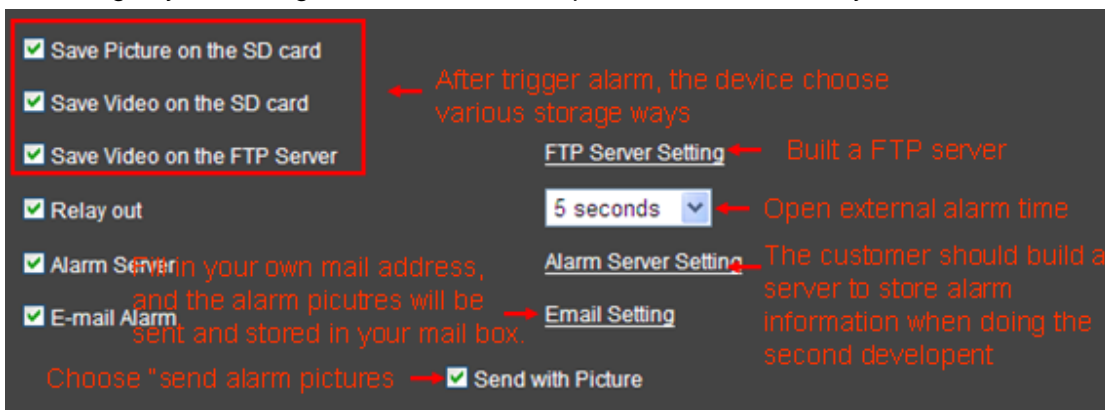 Save Picture on the SD card
Save Video on the SD card
After trigger alarm, the device choose
various storage ways
Save Video on the FTP Server
FTP Server Setting
Built a FTP server
Relay out
5 seconds
Open external alarm time
Alarm Server
Fill in your own mail address,
and the alarm picutres will be
sent and stored in your mail box.
Alarm Server Setting
The customer should build a
server to store alarm
information when doing the
second developent
E-mail Alarm
Email Setting
Choose "send alarm pictures
Send with Picture